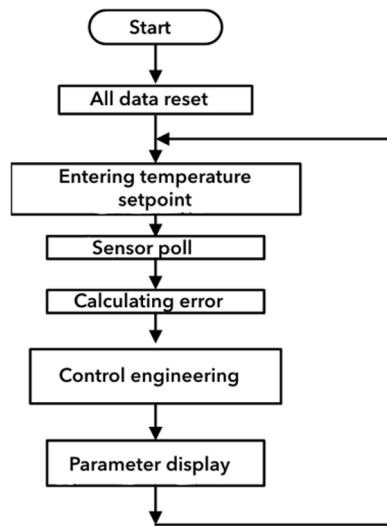 Start
All data reset
Entering temperature
setpoint
Sensor poll
Calculating error
Control engineering
Parameter display